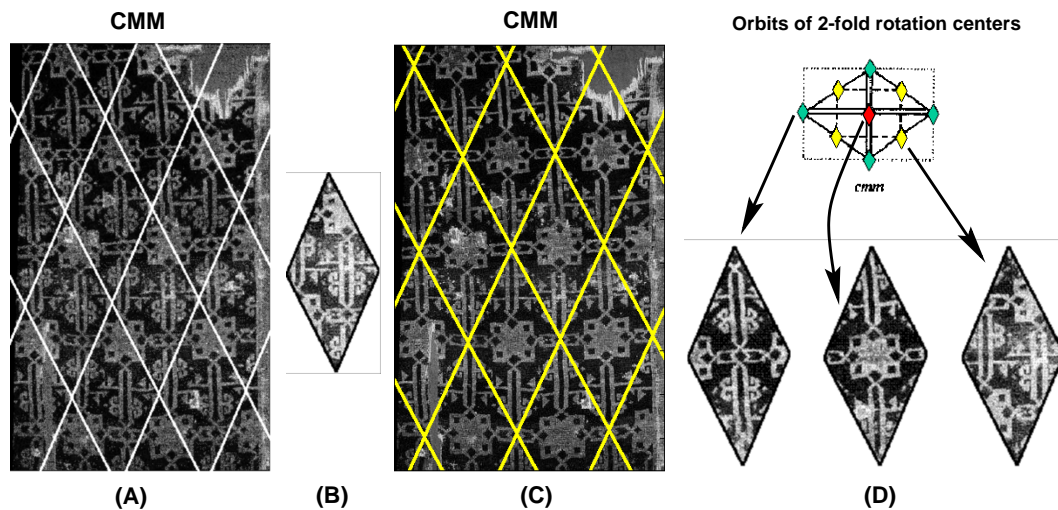 CMM
CMM
Orbits of 2-fold rotation centers
cmm
(A)
(B)
(C)
(D)